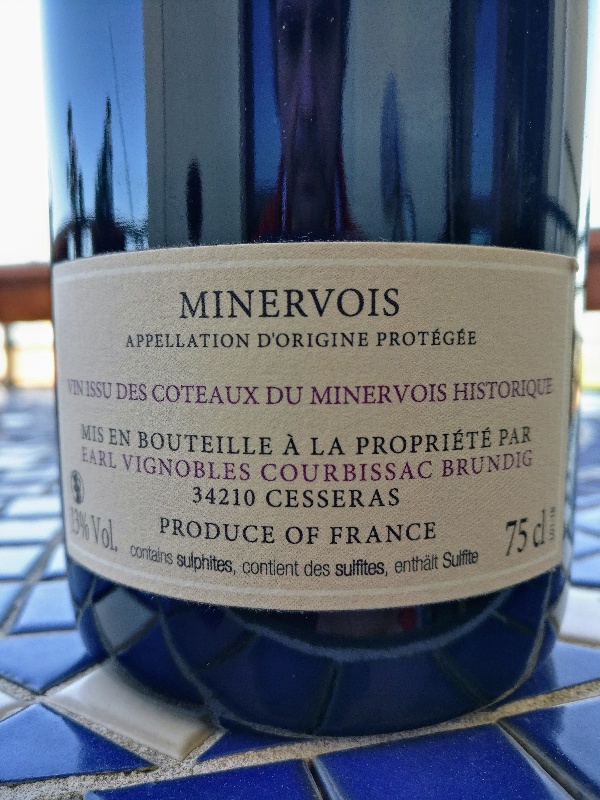 MINERVOIS
APPELLATION D'ORIGINE PROTÉGÉE
VIN ISSU DES COTEAUX DU MINERVOIS HISTORIQUE
MIS EN BOUTEILLE À LA PROPRIÉTÉ PAR
EARL VIGNOBLES COURBISSAC BRUNDIG
34210 CESSERAS
PRODUCE OF FRANCE
13% Vol.
contains sulphites, contient des sulfites, enthält Sulfite
75 cl